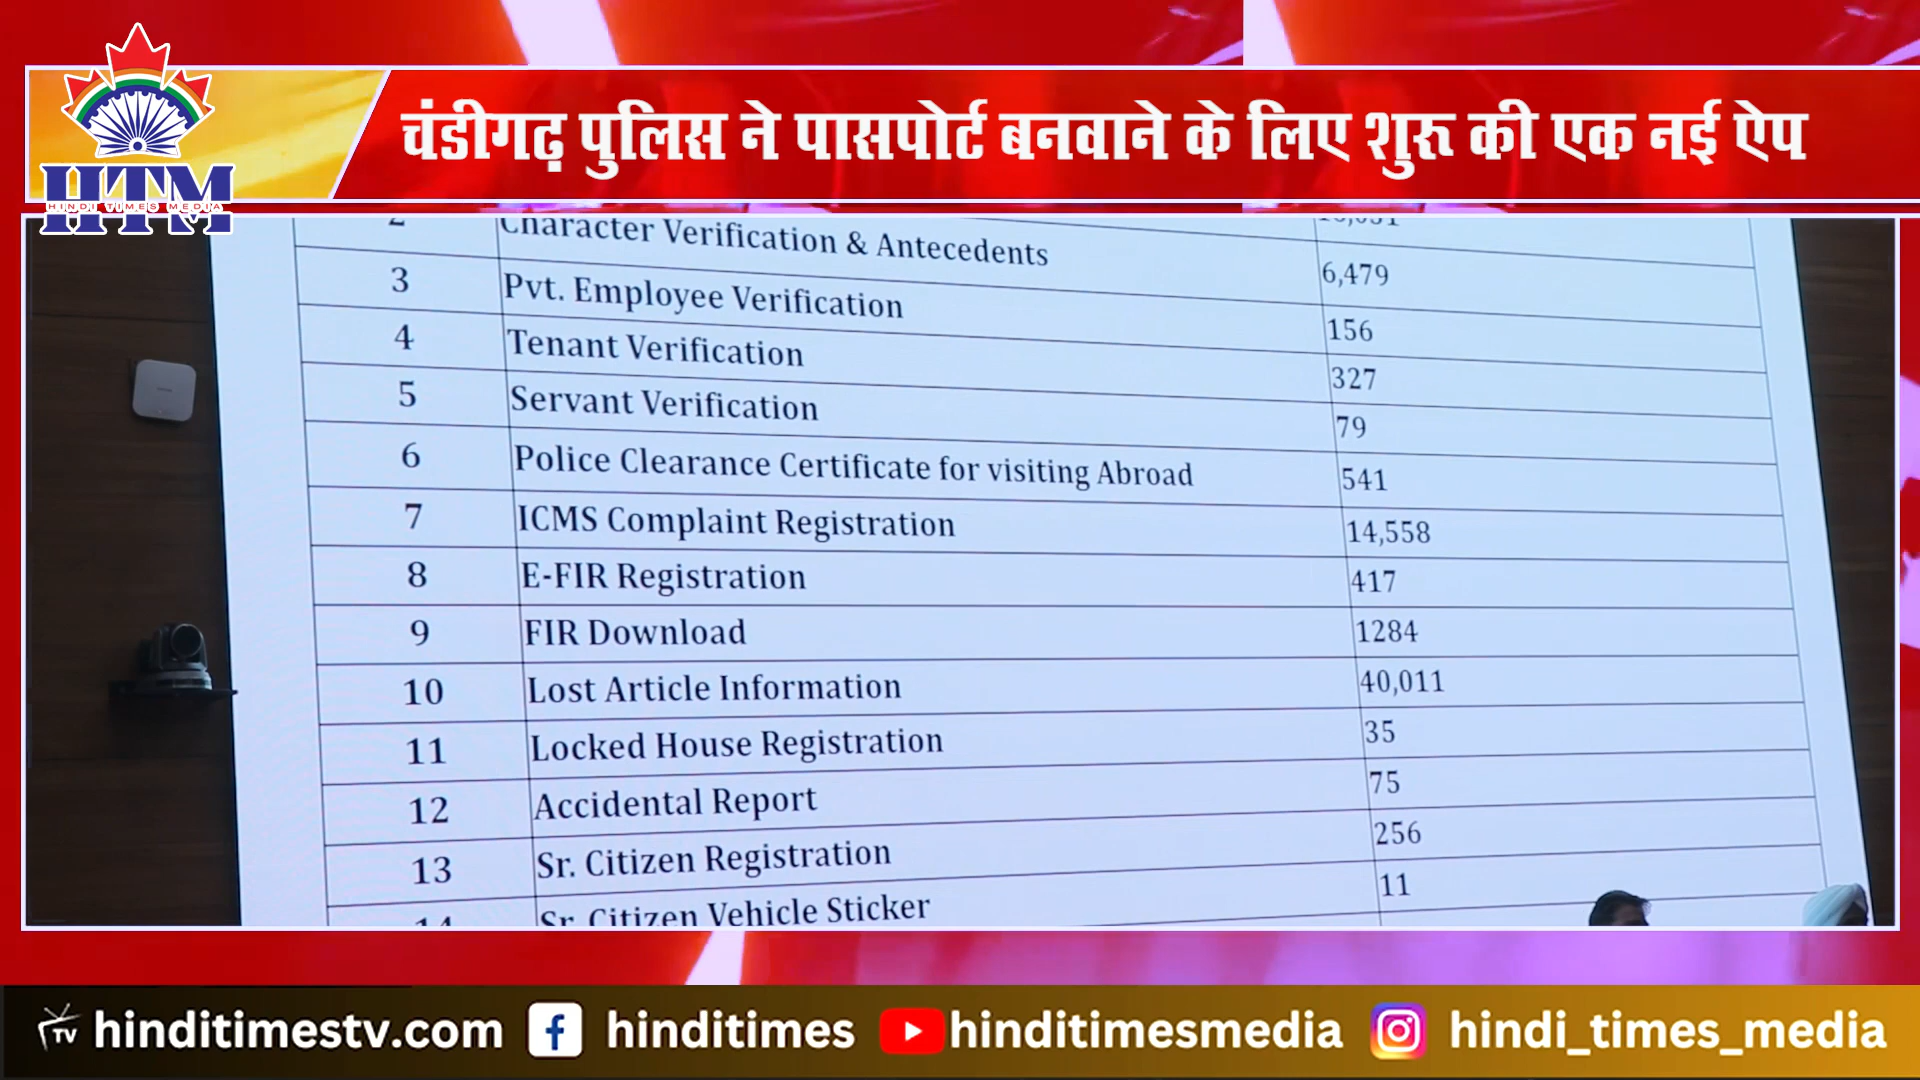 चंडीगढ़ पुलिस ने पासपोर्ट बनवाने के लिए शुरू की एक नई ऐप
HTM
HINDI TIMES MEDIA
2 Character Verification & Antecedents 6,479
3 Pvt. Employee Verification 156
4 Tenant Verification 327
5 Servant Verification 79
6 Police Clearance Certificate for visiting Abroad 541
7 ICMS Complaint Registration 14,558
8 E-FIR Registration 417
9 FIR Download 1284
10 Lost Article Information 40,011
11 Locked House Registration 35
12 Accidental Report 75
13 Sr. Citizen Registration 256
14 Sr. Citizen Vehicle Sticker 11
TV hinditimestv.com hinditimes hinditimesmedia hindi_times_media